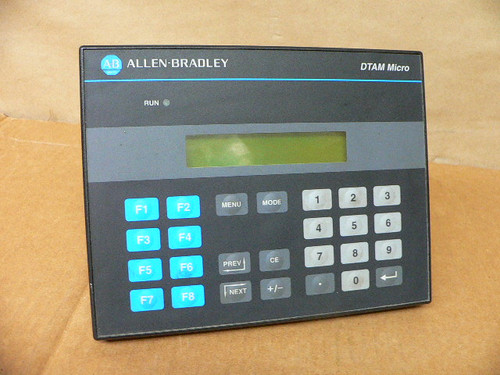 AB ALLEN-BRADLEY DTAM Micro
RUN
F1 F2 MENU MODE 1 2 3
F3 F4 4 5 6
F5 F6 PREV CE 7 8 9
F7 F8 NEXT +/- . 0